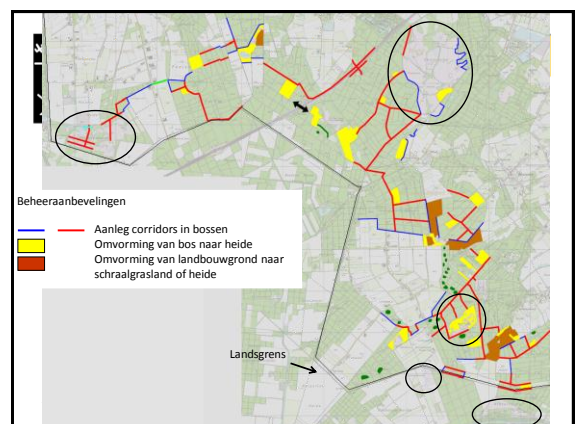 Beheeraanbevelingen
Aanleg corridors in bossen
Omvorming van bos naar heide
Omvorming van landbouwgrond naar
schraalgrasland of heide
Landsgrens